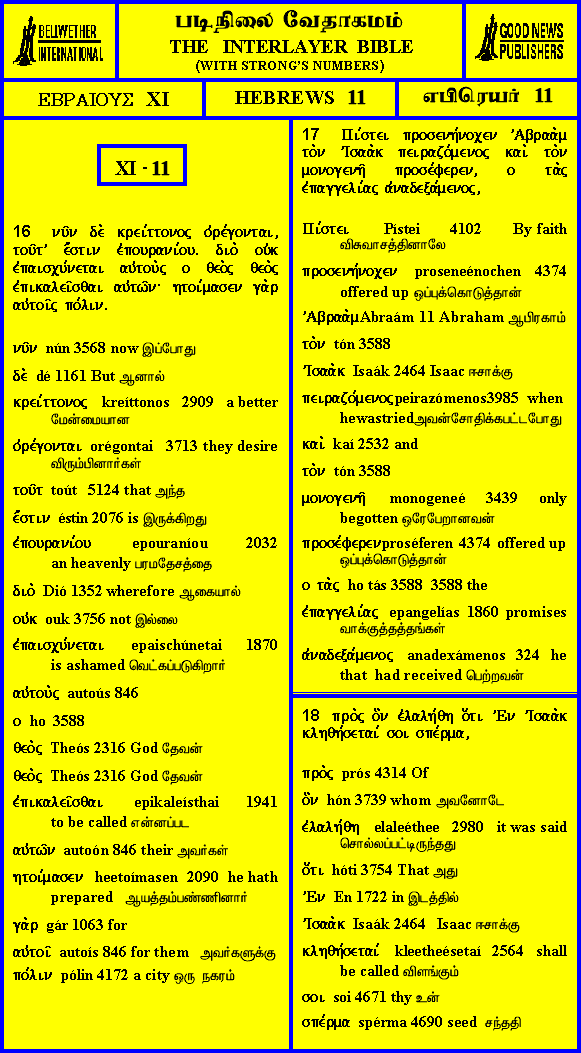 BELLWETHER
INTERNATIONAL
படிநிலை வேதாகமம்
THE INTERLAYER BIBLE
(WITH STRONG'S NUMBERS)
GOOD NEWS
PUBLISHERS
ΕΒΡΑΙΟΥΣ XI
HEBREWS 11
எபிரெயர் 11
XI - 11
16 νῦν δὲ κρείττονος ὀρέγονται,
τοῦτ' ἔστιν ἐπουρανίου. διὸ οὐκ
ἐπαισχύνεται αὐτοὺς ο θεὸς θεὸς
ἐπικαλεῖσθαι αὐτῶν· ητοίμασεν γὰρ
αὐτοῖς πόλιν.
νῦν nún 3568 now இப்போது
δὲ dé 1161 But ஆனால்
κρείττονος kreíttonos 2909 a better
மேன்மையான
ὀρέγονται orégontai 3713 they desire
விரும்பினார்கள்
τοῦτ toút 5124 that அந்த
ἔστιν éstin 2076 is இருக்கிறது
ἐπουρανίου epouraníou 2032
an heavenly பரமதேசத்தை
διὸ Dió 1352 wherefore ஆகையால்
οὐκ ouk 3756 not இல்லை
ἐπαισχύνεται epaischúnetai 1870
is ashamed வெட்கப்படுகிறார்
αὐτοὺς autoús 846
ο ho 3588
θεὸς Theós 2316 God தேவன்
θεὸς Theós 2316 God தேவன்
ἐπικαλεῖσθαι epikaleísthai 1941
to be called என்னப்பட
αὐτῶν autoón 846 their அவர்கள்
ητοίμασεν heetoímasen 2090 he hath
prepared ஆயத்தம்பண்ணினார்
γὰρ gár 1063 for
αὐτοῖ autoís 846 for them அவர்களுக்கு
πόλιν pólin 4172 a city ஒரு நகரம்
17 Πίστει προσενήνοχεν Ἀβραὰμ
τὸν Ἰσαὰκ πειραζόμενος καὶ τὸν
μονογενῆ προσέφερεν, ο τὰς
ἐπαγγελίας ἀναδεξάμενος,
Πίστει Pístei 4102 By faith
விசுவாசத்தினாலே
προσενήνοχεν proseneénochen 4374
offered up ஒப்புக்கொடுத்தான்
Ἀβραὰμ Abraám 11 Abraham ஆபிரகாம்
τὸν tón 3588
Ἰσαὰκ Isaák 2464 Isaac ஈசாக்கு
πειραζόμενος peirazómenos3985 when
hewastried அவன்சோதிக்கபட்டபோது
καὶ kaí 2532 and
τὸν tón 3588
μονογενῆ monogeneé 3439 only
begotten ஒரேபேறானவன்
προσέφερεν proséferen 4374 offered up
ஒப்புக்கொடுத்தான்
ο τὰς ho tás 3588 3588 the
ἐπαγγελίας epangelías 1860 promises
வாக்குத்தத்தங்கள்
ἀναδεξάμενος anadexámenos 324 he
that had received பெற்றவன்
18 πρὸς ὃν ἐλαλήθη ὅτι Ἐν Ἰσαὰκ
κληθήσεταί σοι σπέρμα,
πρὸς prós 4314 Of
ὃν hón 3739 whom அவனோடே
ἐλαλήθη elaleéthee 2980 it was said
சொல்லப்பட்டிருந்தது
ὅτι hóti 3754 That அது
Ἐν En 1722 in இடத்தில்
Ἰσαὰκ Isaák 2464 Isaac ஈசாக்கு
κληθήσεταί kleetheésetaí 2564 shall
be called விளங்கும்
σοι soi 4671 thy உன்
σπέρμα spérma 4690 seed சந்ததி